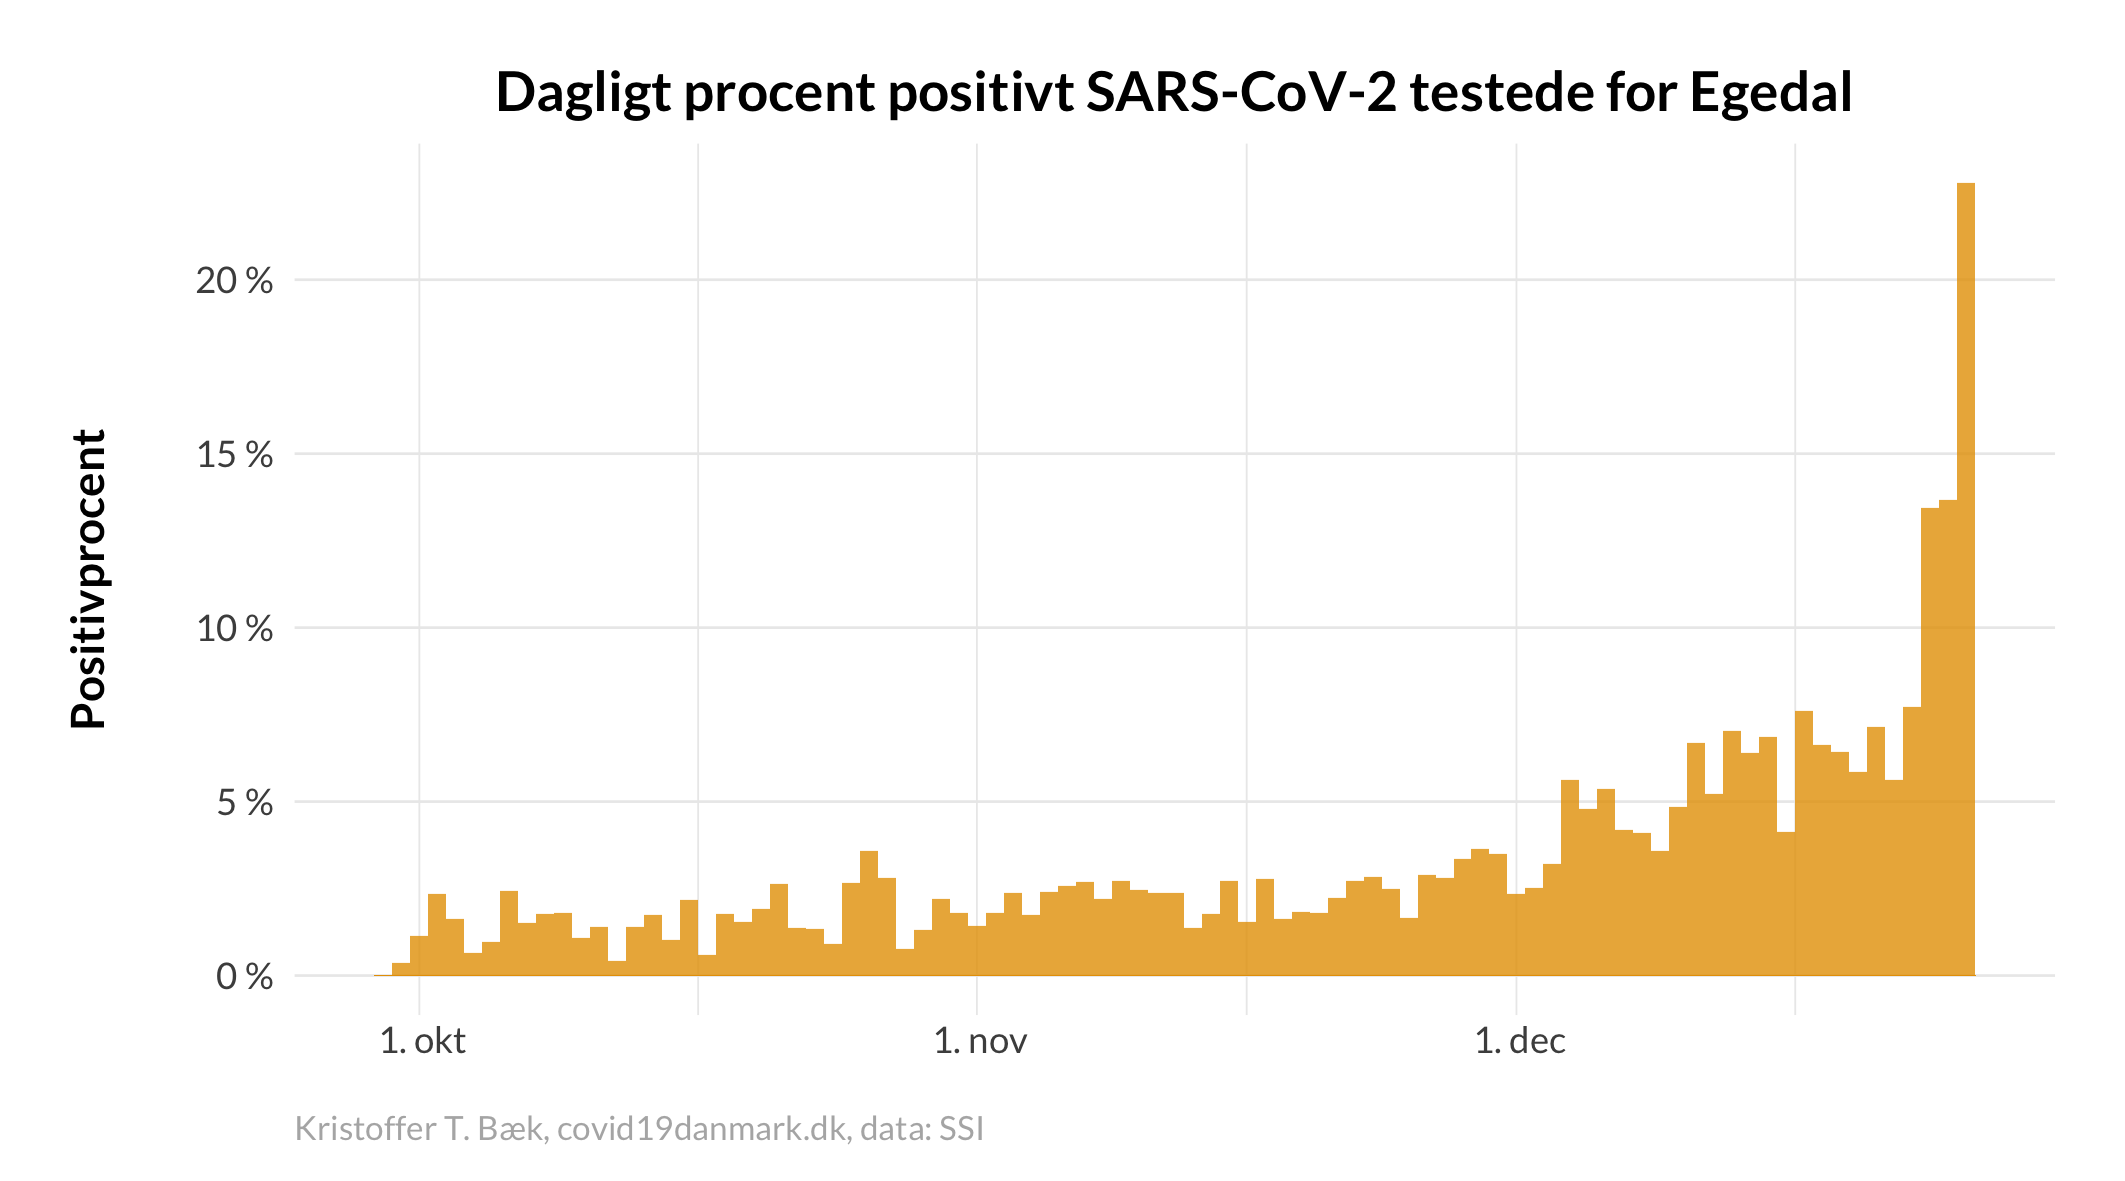 Dagligt procent positivt SARS-CoV-2 testede for Egedal
Positivprocent
20 %
15 %
10 %
5 %
0 %
1. okt
1. nov
1. dec
Kristoffer T. Bæk, covid19danmark.dk, data: SSI